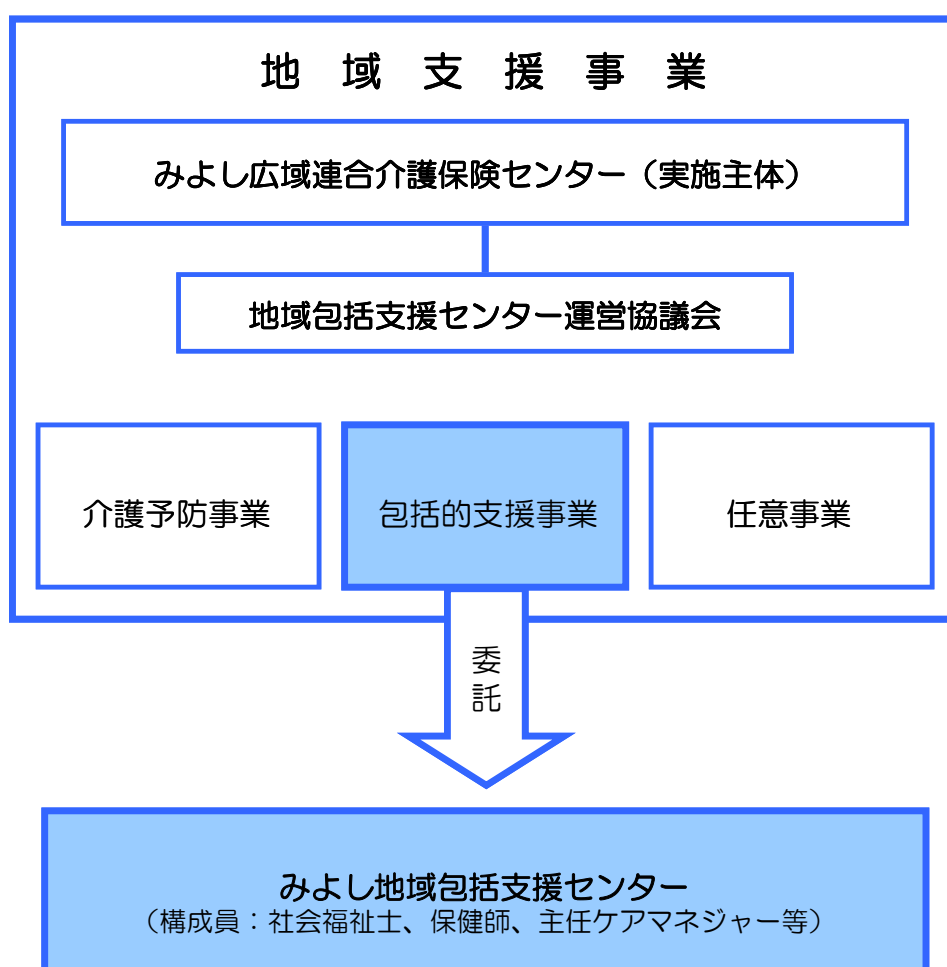 地域支援事業
みよし広域連合介護保険センター（実施主体）
地域包括支援センター運営協議会
介護予防事業
包括的支援事業
任意事業
委託
みよし地域包括支援センター
（構成員：社会福祉士、保健師、主任ケアマネジャー等）